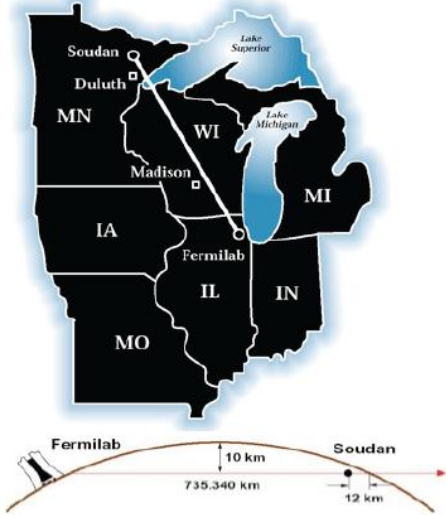 Lake
Superior
Soudan
Duluth
MN
WI
Lake
Michigan
Madison
MI
IA
Fermilab
IL
IN
MO
Fermilab
Soudan
10 km
735.340 km
12 km